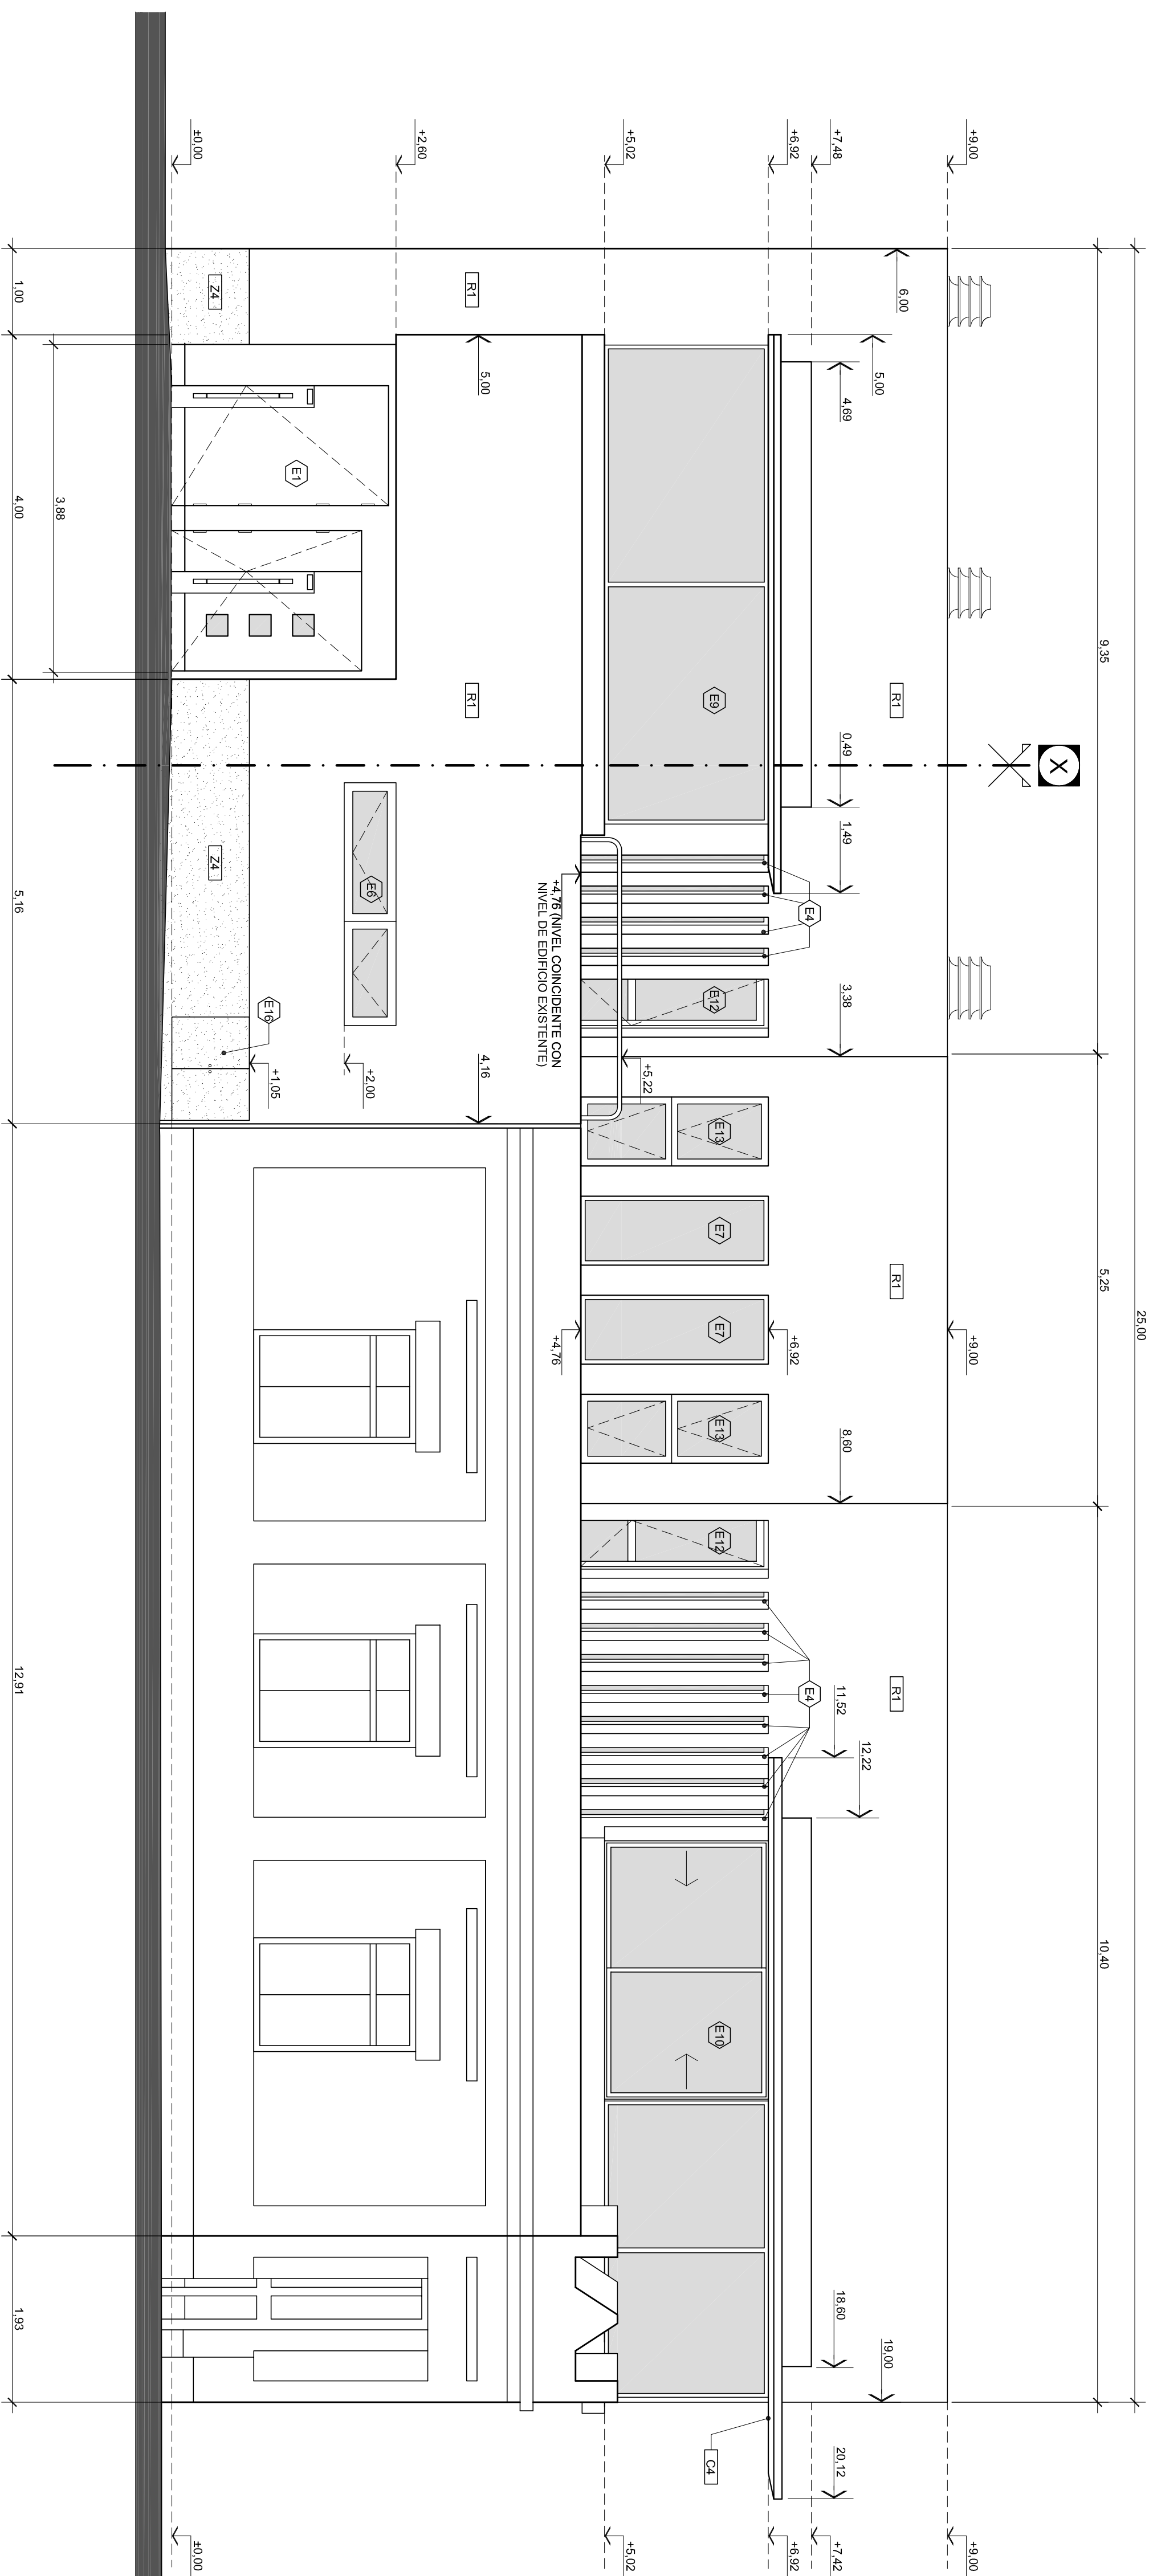 25,00
9,35
5,25
10,40
X
+9,00
+7,48
+6,92
+5,02
+2,60
±0,00
6,00
5,00
4,69
0,49
1,49
3,38
8,60
11,52
12,22
18,60
19,00
20,12
+9,00
+7,42
+6,92
+5,02
±0,00
R1
R1
R1
R1
R1
+9,00
+6,92
+4,76
E9
E4
E12
E13
E7
E7
E13
E12
E4
E10
C4
5,00
+5,22
+4,76 (NIVEL COINCIDENTE CON
NIVEL DE EDIFICIO EXISTENTE)
4,16
E6
+2,00
+1,05
E16
E1
Z4
Z4
3,88
1,00
4,00
5,16
12,91
1,93